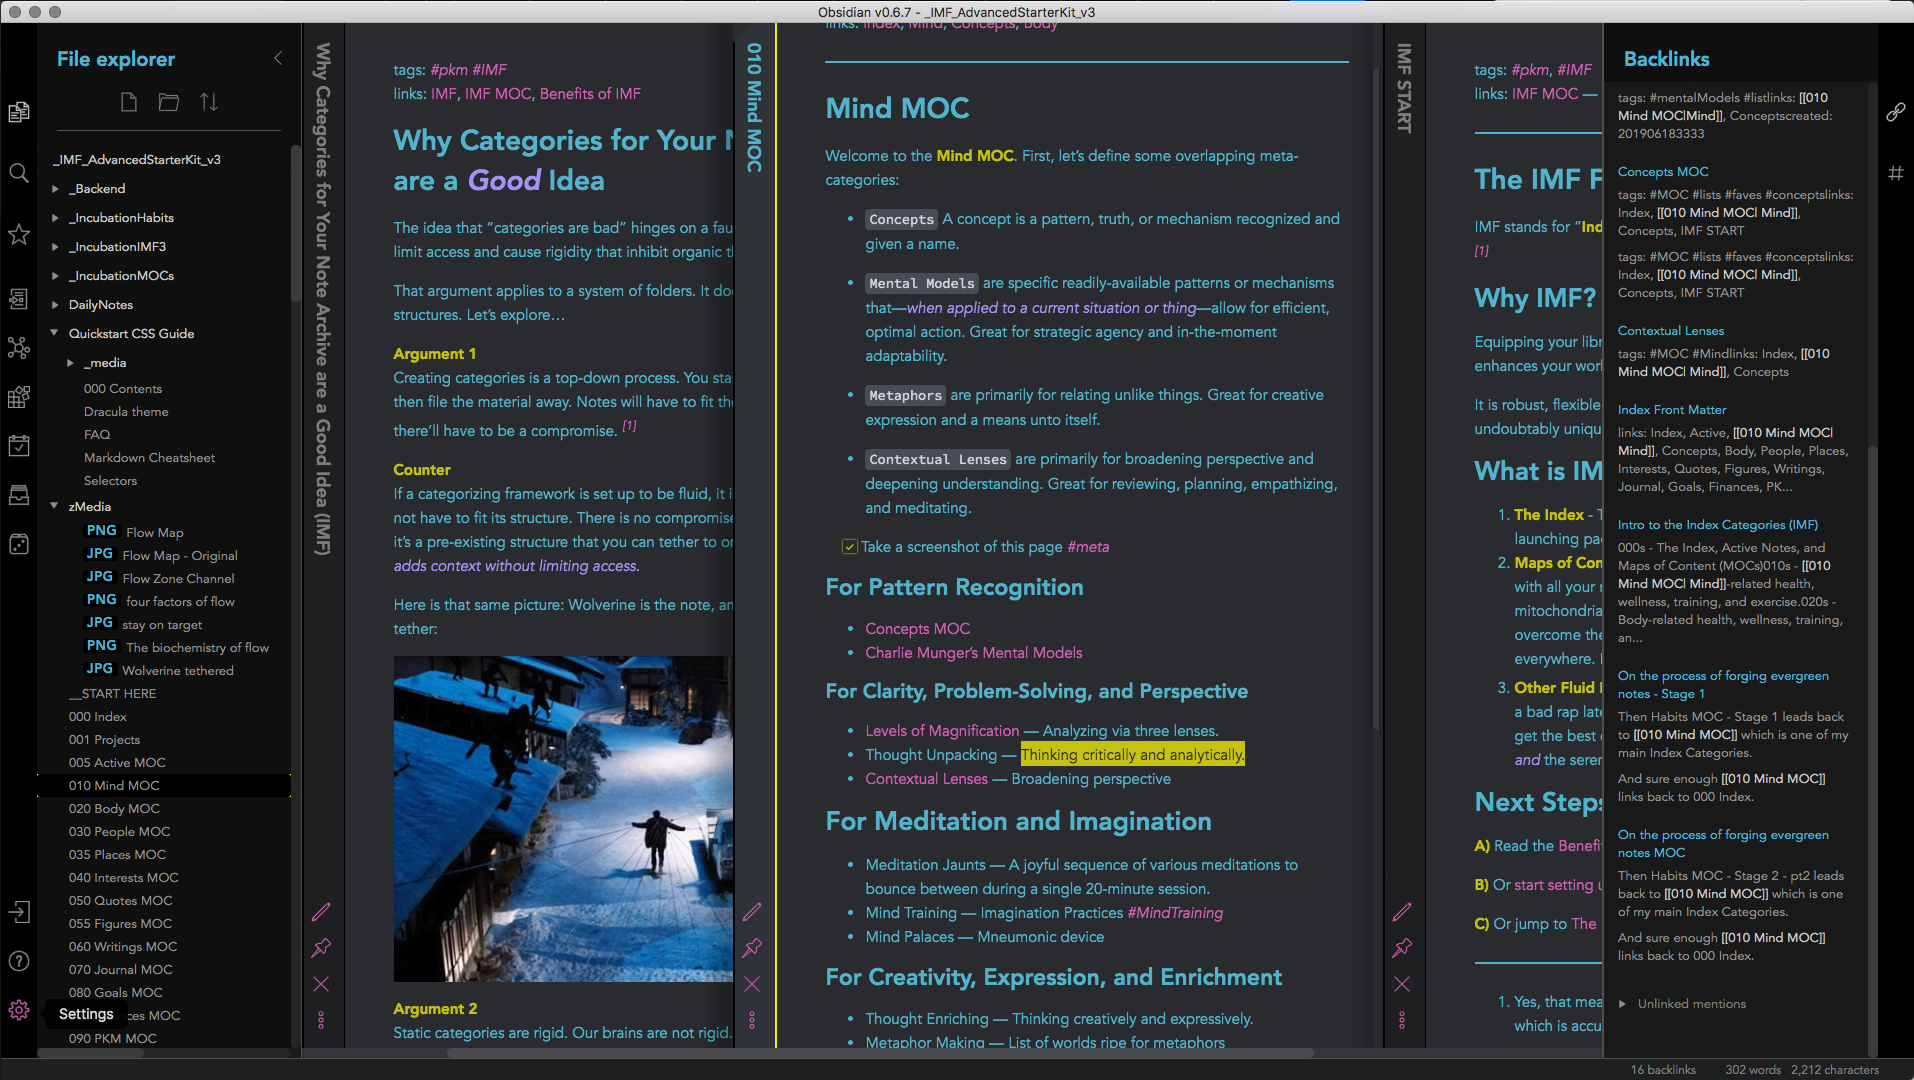 Obsidian v0.6.7 - _IMF_AdvancedStarterKit_v3
File explorer
_IMF_AdvancedStarterKit_v3
_Backend
_IncubationHabits
_IncubationIMF3
_IncubationMOCs
DailyNotes
Quickstart CSS Guide
_media
000 Contents
Dracula theme
FAQ
Markdown Cheatsheet
Selectors
zMedia
PNG Flow Map
JPG Flow Map - Original
JPG Flow Zone Channel
PNG four factors of flow
JPG stay on target
PNG The biochemistry of flow
JPG Wolverine tethered
__START HERE
000 Index
001 Projects
005 Active MOC
010 Mind MOC
020 Body MOC
030 People MOC
035 Places MOC
040 Interests MOC
050 Quotes MOC
055 Figures MOC
060 Writings MOC
070 Journal MOC
080 Goals MOC
ces MOC
090 PKM MOC
Settings
Why Categories for Your Note Archive are a Good Idea (IMF)
tags: #pkm #IMF
links: IMF, IMF MOC, Benefits of IMF
Why Categories for Your N
are a Good Idea
The idea that "categories are bad" hinges on a fau
limit access and cause rigidity that inhibit organic t
That argument applies to a system of folders. It do
structures. Let's explore…
Argument 1
Creating categories is a top-down process. You sta
then file the material away. Notes will have to fit the
there'll have to be a compromise. [1]
Counter
If a categorizing framework is set up to be fluid, it i
not have to fit its structure. There is no compromise
it's a pre-existing structure that you can tether to or
adds context without limiting access.
Here is that same picture: Wolverine is the note, an
tether:
Argument 2
Static categories are rigid. Our brains are not rigid.
010 Mind MOC
links: Index, Mind, Concepts, Body
Mind MOC
Welcome to the Mind MOC. First, let's define some overlapping meta-
categories:
Concepts A concept is a pattern, truth, or mechanism recognized and
given a name.
Mental Models are specific readily-available patterns or mechanisms
that—when applied to a current situation or thing—allow for efficient,
optimal action. Great for strategic agency and in-the-moment
adaptability.
Metaphors are primarily for relating unlike things. Great for creative
expression and a means unto itself.
Contextual Lenses are primarily for broadening perspective and
deepening understanding. Great for reviewing, planning, empathizing,
and meditating.
Take a screenshot of this page #meta
For Pattern Recognition
Concepts MOC
Charlie Munger's Mental Models
For Clarity, Problem-Solving, and Perspective
Levels of Magnification — Analyzing via three lenses.
Thought Unpacking — Thinking critically and analytically.
Contextual Lenses — Broadening perspective
For Meditation and Imagination
Meditation Jaunts — A joyful sequence of various meditations to
bounce between during a single 20-minute session.
Mind Training — Imagination Practices #MindTraining
Mind Palaces — Mneumonic device
For Creativity, Expression, and Enrichment
Thought Enriching — Thinking creatively and expressively.
Metaphor Making — List of worlds ripe for metaphors
IMF START
tags: #pkm, #IMF
links: IMF MOC —
The IMF F
IMF stands for "Ind
[1]
Why IMF?
Equipping your libr
enhances your worl
It is robust, flexible
undoubtably uniqu
What is IM
1. The Index - T
launching pa
2. Maps of Con
with all your
mitochondria
overcome the
everywhere. I
3. Other Fluid
a bad rap late
get the best
and the seren
Next Steps
A) Read the Benefi
B) Or start setting u
C) Or jump to The
1. Yes, that mea
which is accu
Backlinks
tags: #mentalModels #listlinks: [[010
Mind MOC|Mind]], Conceptscreated:
201906183333
Concepts MOC
tags: #MOC #lists #faves #conceptslinks:
Index, [[010 Mind MOC| Mind]],
Concepts, IMF START
tags: #MOC #lists #faves #conceptslinks:
Index, [[010 Mind MOC| Mind]],
Concepts, IMF START
Contextual Lenses
tags: #MOC #Mindlinks: Index, [[010
Mind MOC| Mind]], Concepts
Index Front Matter
links: Index, Active, [[010 Mind MOC|
Mind]], Concepts, Body, People, Places,
Interests, Quotes, Figures, Writings,
Journal, Goals, Finances, PK...
Intro to the Index Categories (IMF)
000s - The Index, Active Notes, and
Maps of Content (MOCs)010s - [[010
Mind MOC| Mind]]-related health,
wellness, training, and exercise.020s -
Body-related health, wellness, training,
an...
On the process of forging evergreen
notes - Stage 1
Then Habits MOC - Stage 1 leads back
to [[010 Mind MOC]] which is one of my
main Index Categories.
And sure enough [[010 Mind MOC]]
links back to 000 Index.
On the process of forging evergreen
notes MOC
Then Habits MOC - Stage 2 - pt2 leads
back to [[010 Mind MOC]] which is one
of my main Index Categories.
And sure enough [[010 Mind MOC]]
links back to 000 Index.
Unlinked mentions
16 backlinks 302 words 2,212 characters